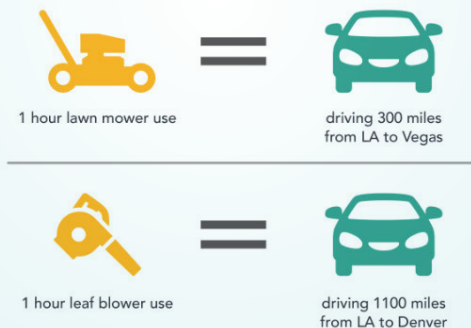 1 hour lawn mower use
driving 300 miles
from LA to Vegas
1 hour leaf blower use
driving 1100 miles
from LA to Denver